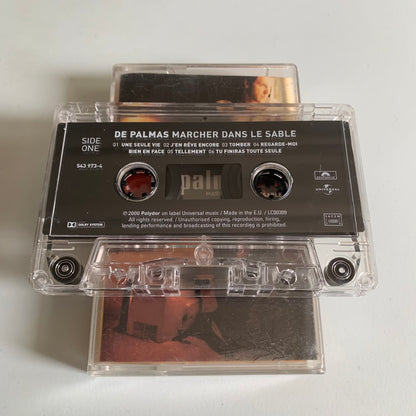 DE PALMAS MARCHER DANS LE SABLE
SIDE ONE
01 UNE SEULE VIE 02 J'EN RÊVE ENCORE 03 TOMBER 04 REGARDE-MOI
BIEN EN FACE 05 TELLEMENT 06 TU FINIRAS TOUTE SEULE
543 973-4
pal
MAR
UNIVERSAL
℗ 2000 Polydor un label Universal music / Made in the E.U. / LC00309
DOLBY SYSTEM
All rights reserved / Unauthorised copying, reproduction, hiring,
lending performance and broadcasting of this recording is prohibited.